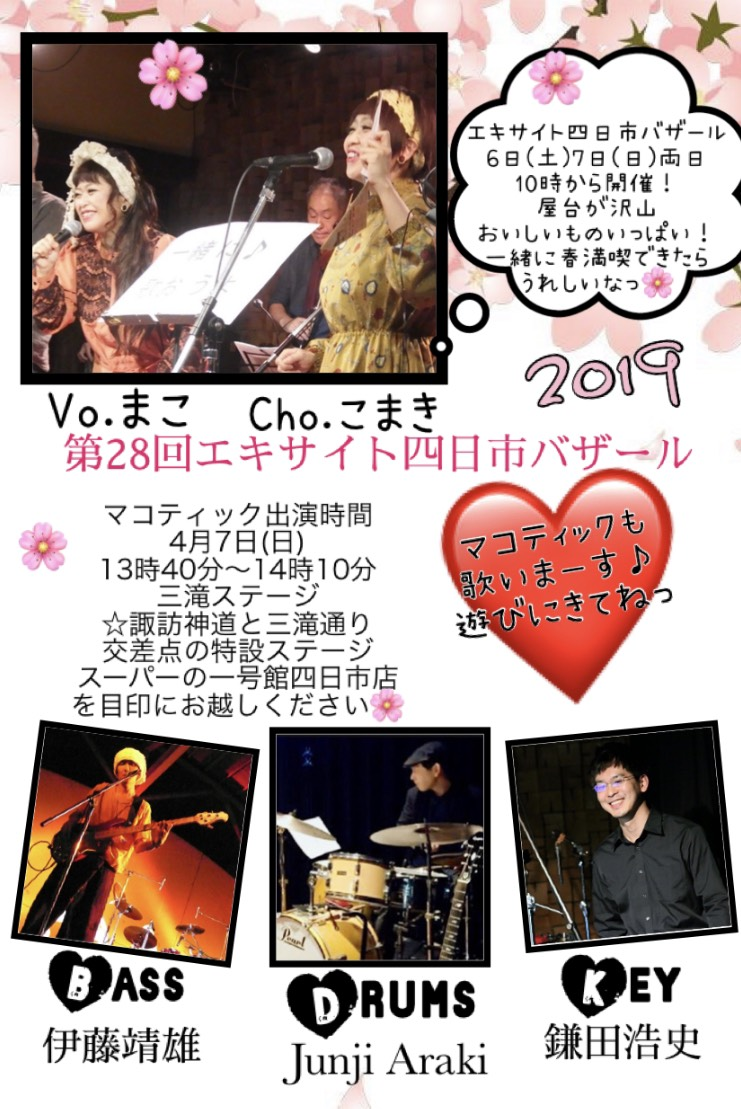 エキサイト四日市バザール
6日(土)7日(日)両日
10時から開催！
屋台が沢山
おいしいものいっぱい！
一緒に春満喫できたら
うれしいなっ
一緒に♪
2019
Vo.まこ
Cho.こまき
第28回エキサイト四日市バザール
マコティック出演時間
4月7日(日)
13時40分〜14時10分
三滝ステージ
☆諏訪神道と三滝通り
交差点の特設ステージ
スーパーの一号館四日市店
を目印にお越しください
マコティックも
歌いまーす♪
遊びにきてねっ
Pearl
BASS
伊藤靖雄
DRUMS
Junji Araki
KEY
鎌田浩史